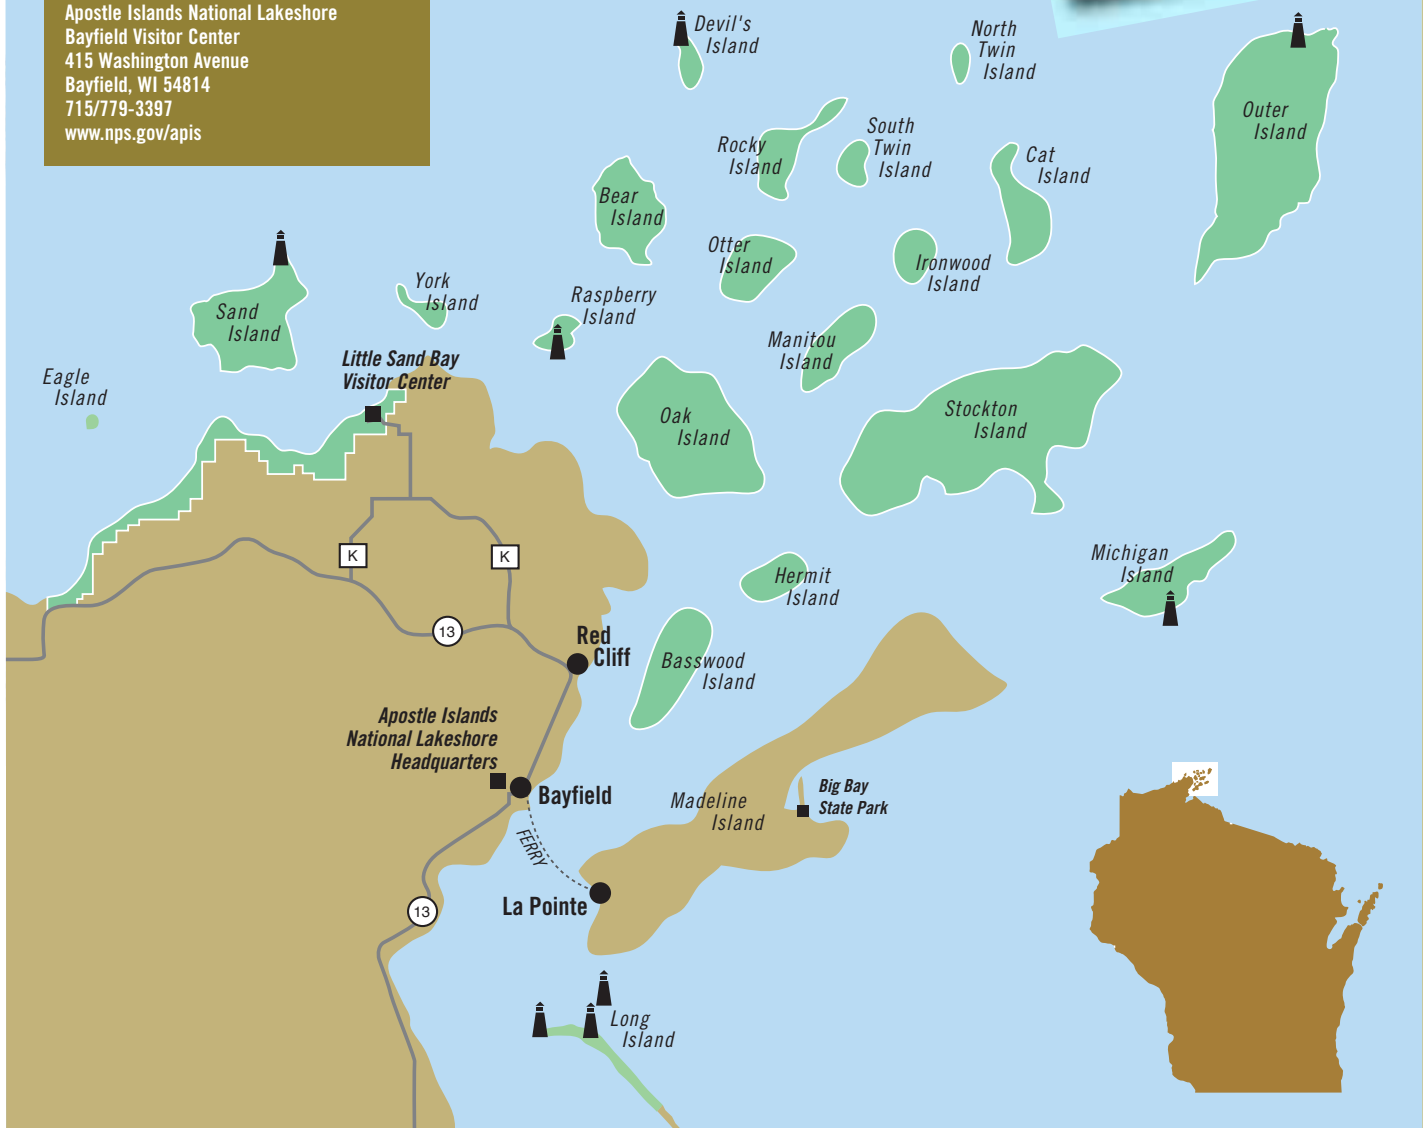 Apostle Islands National Lakeshore
Bayfield Visitor Center
415 Washington Avenue
Bayfield, WI 54814
715/779-3397
www.nps.gov/apis
Devil's
Island
North
Twin
Island
Outer
Island
Rocky
Island
South
Twin
Island
Cat
Island
Bear
Island
Otter
Island
Ironwood
Island
York
Island
Raspberry
Island
Sand
Island
Manitou
Island
Little Sand Bay
Visitor Center
Eagle
Island
Oak
Island
Stockton
Island
K
K
Michigan
Island
Hermit
Island
13
Red
Cliff
Basswood
Island
Apostle Islands
National Lakeshore
Headquarters
Bayfield
Big Bay
State Park
Madeline
Island
FERRY
La Pointe
13
Long
Island